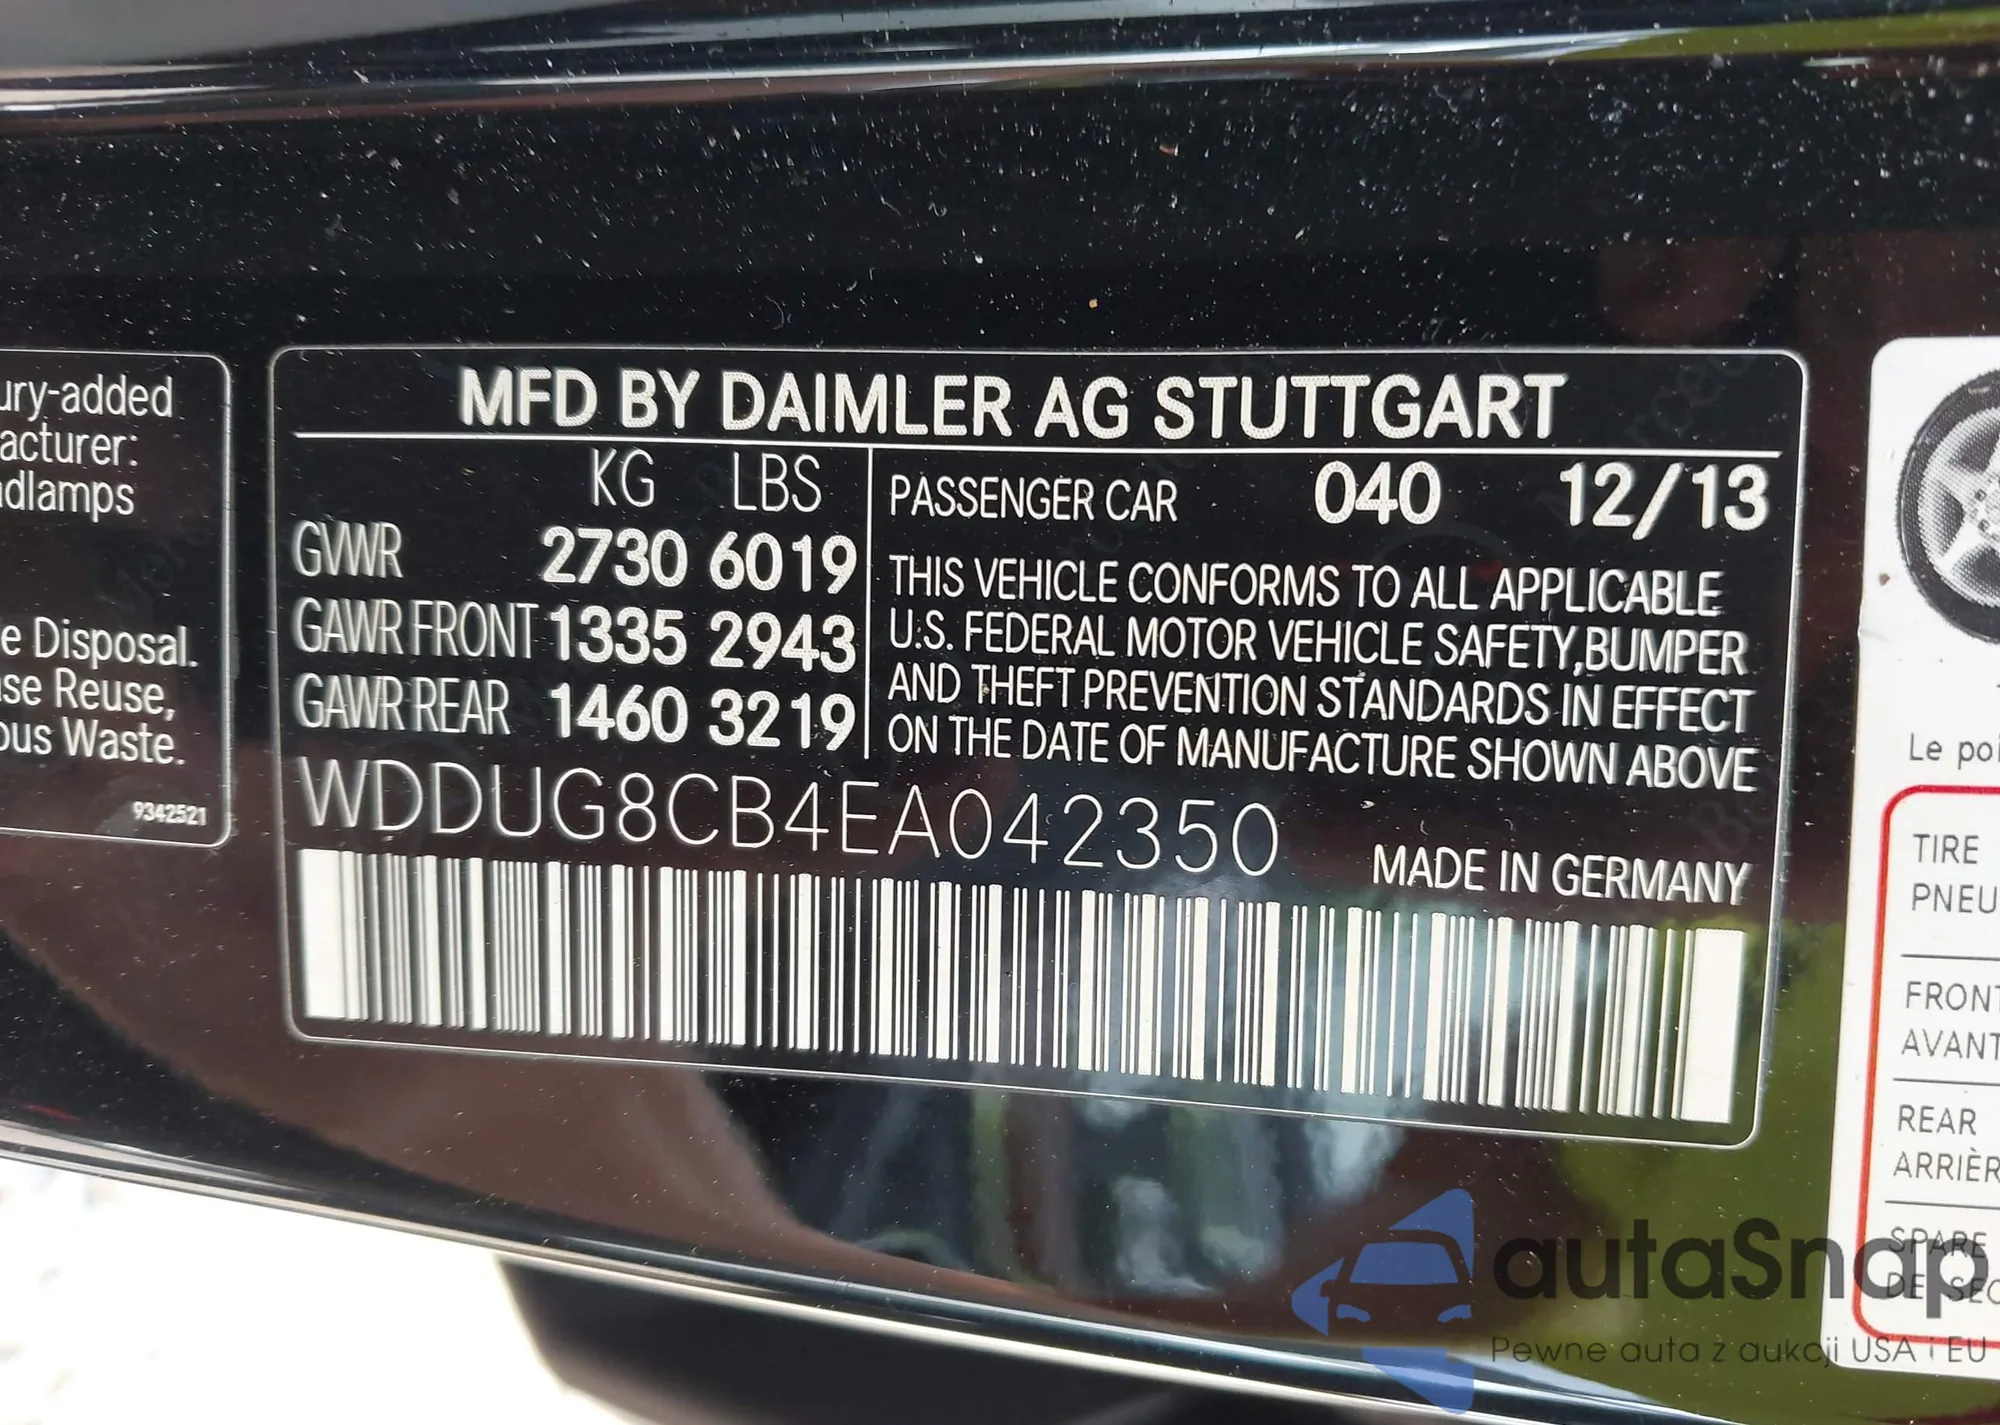 ury-added
acturer:
dlamps
e Disposal.
se Reuse,
ous Waste.
9342521
MFD BY DAIMLER AG STUTTGART
KG LBS
GVWR 2730 6019
GAWR FRONT 1335 2943
GAWR REAR 1460 3219
PASSENGER CAR 040 12/13
THIS VEHICLE CONFORMS TO ALL APPLICABLE
U.S. FEDERAL MOTOR VEHICLE SAFETY,BUMPER
AND THEFT PREVENTION STANDARDS IN EFFECT
ON THE DATE OF MANUFACTURE SHOWN ABOVE
WDDUG8CB4EA042350
MADE IN GERMANY
Le poi
TIRE
PNEU
FRONT
AVANT
REAR
ARRIÈR
SPARE
DE SEC
autaSnap
Pewne auta z aukcji USA i EU